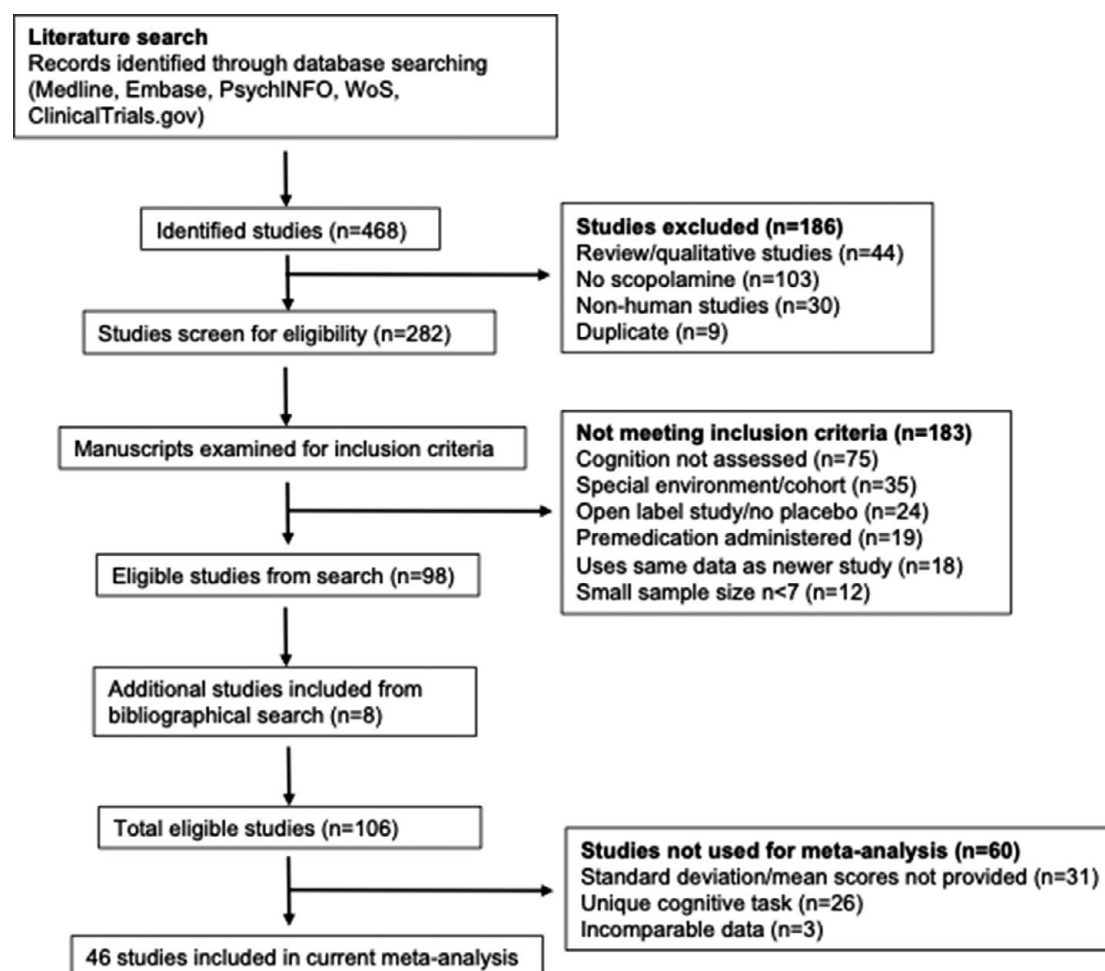 Literature search
Records identified through database searching
(Medline, Embase, PsychINFO, WoS,
ClinicalTrials.gov)
Identified studies (n=468)
Studies excluded (n=186)
Review/qualitative studies (n=44)
No scopolamine (n=103)
Non-human studies (n=30)
Duplicate (n=9)
Studies screen for eligibility (n=282)
Manuscripts examined for inclusion criteria
Not meeting inclusion criteria (n=183)
Cognition not assessed (n=75)
Special environment/cohort (n=35)
Open label study/no placebo (n=24)
Premedication administered (n=19)
Uses same data as newer study (n=18)
Small sample size n<7 (n=12)
Eligible studies from search (n=98)
Additional studies included from
bibliographical search (n=8)
Total eligible studies (n=106)
Studies not used for meta-analysis (n=60)
Standard deviation/mean scores not provided (n=31)
Unique cognitive task (n=26)
Incomparable data (n=3)
46 studies included in current meta-analysis